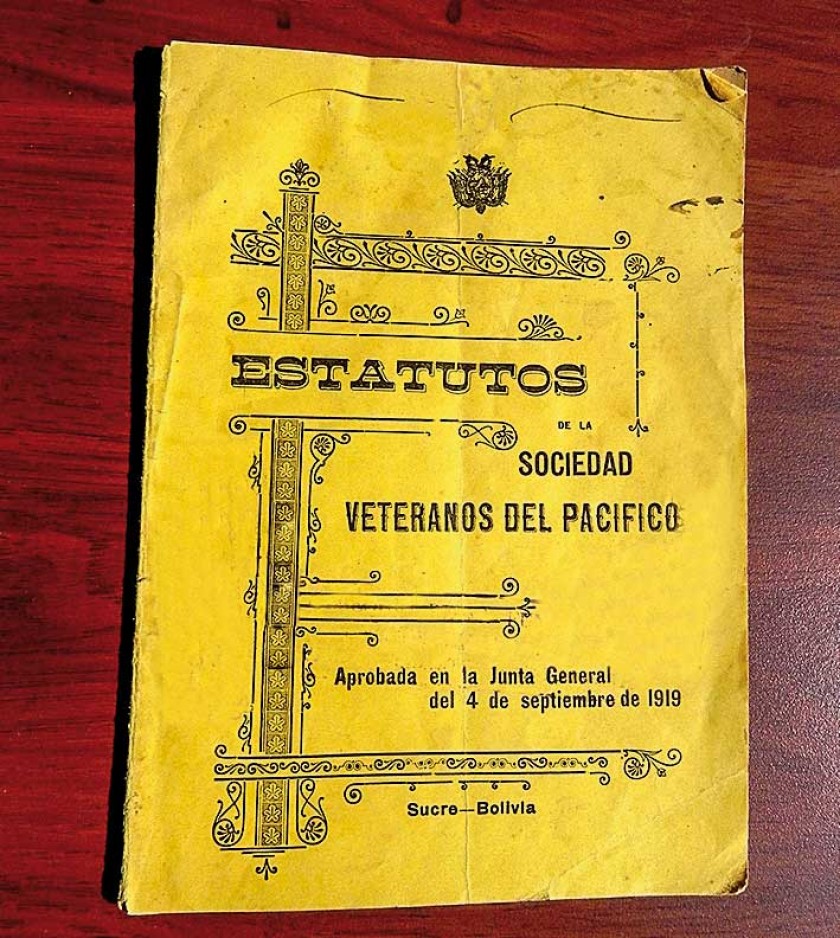 ESTATUTOS
DE LA
SOCIEDAD
VETERANOS DEL PACIFICO
Aprobada en la Junta General
del 4 de septiembre de 1919
Sucre—Bolivia